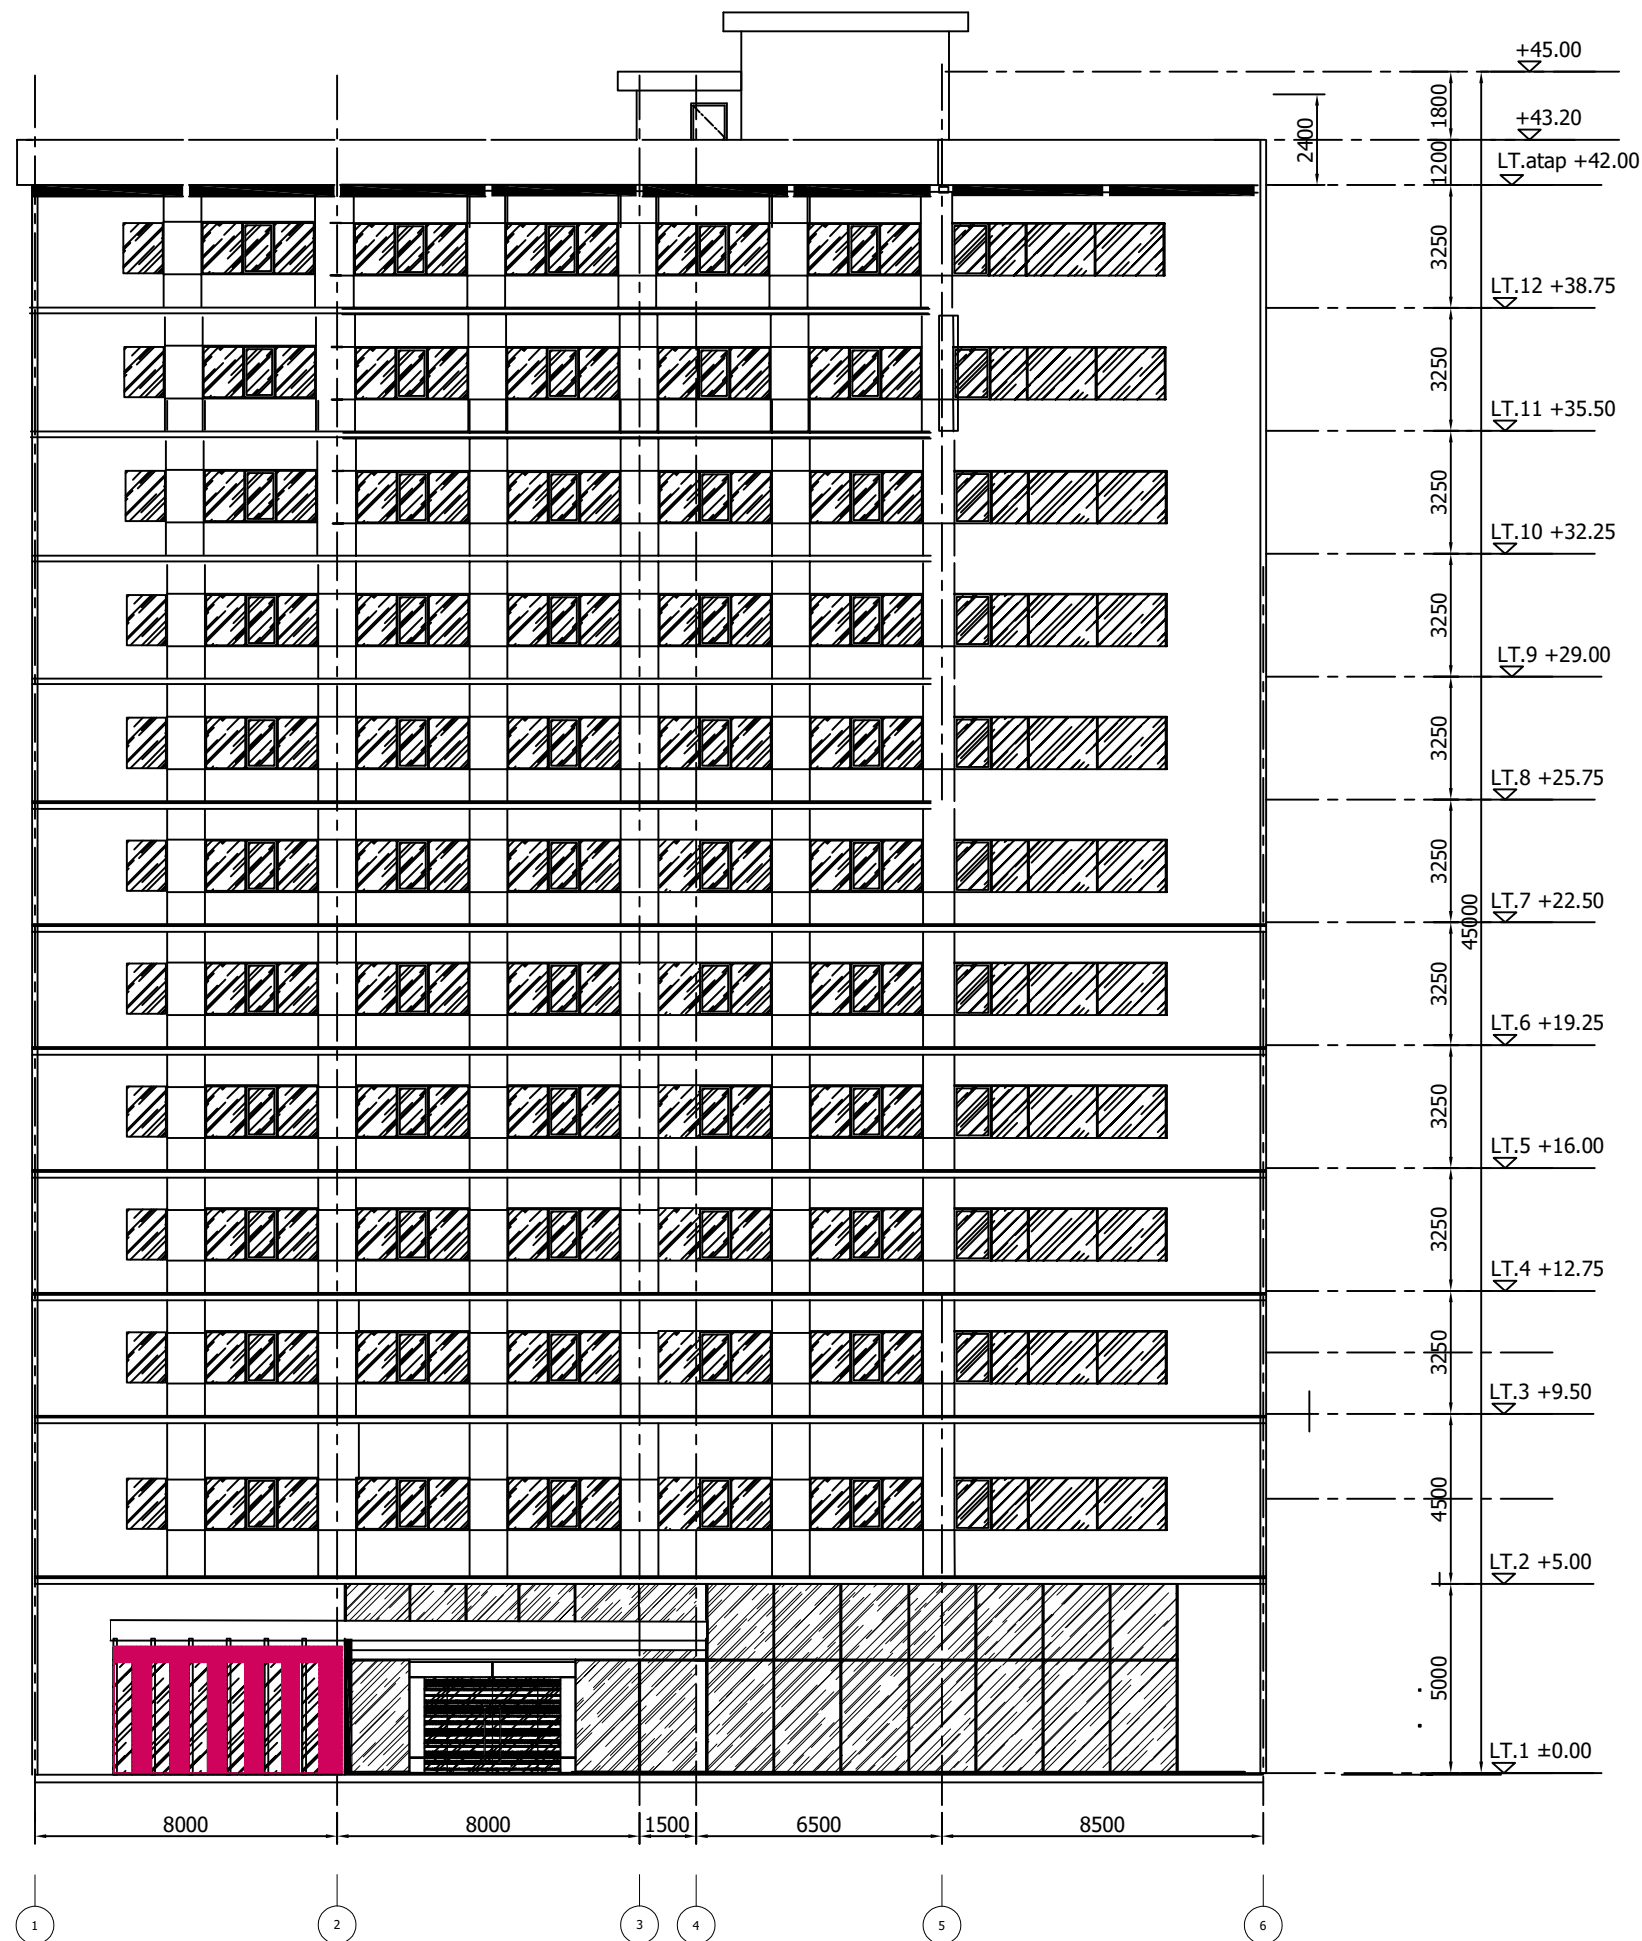 +45.00
1800
+43.20
2400
1200
LT.atap +42.00
3250
LT.12 +38.75
3250
LT.11 +35.50
3250
LT.10 +32.25
3250
LT.9 +29.00
3250
LT.8 +25.75
3250
LT.7 +22.50
45000
3250
LT.6 +19.25
3250
LT.5 +16.00
3250
LT.4 +12.75
3250
LT.3 +9.50
4500
LT.2 +5.00
5000
LT.1 ±0.00
8000 8000 1500 6500 8500
1 2 3 4 5 6